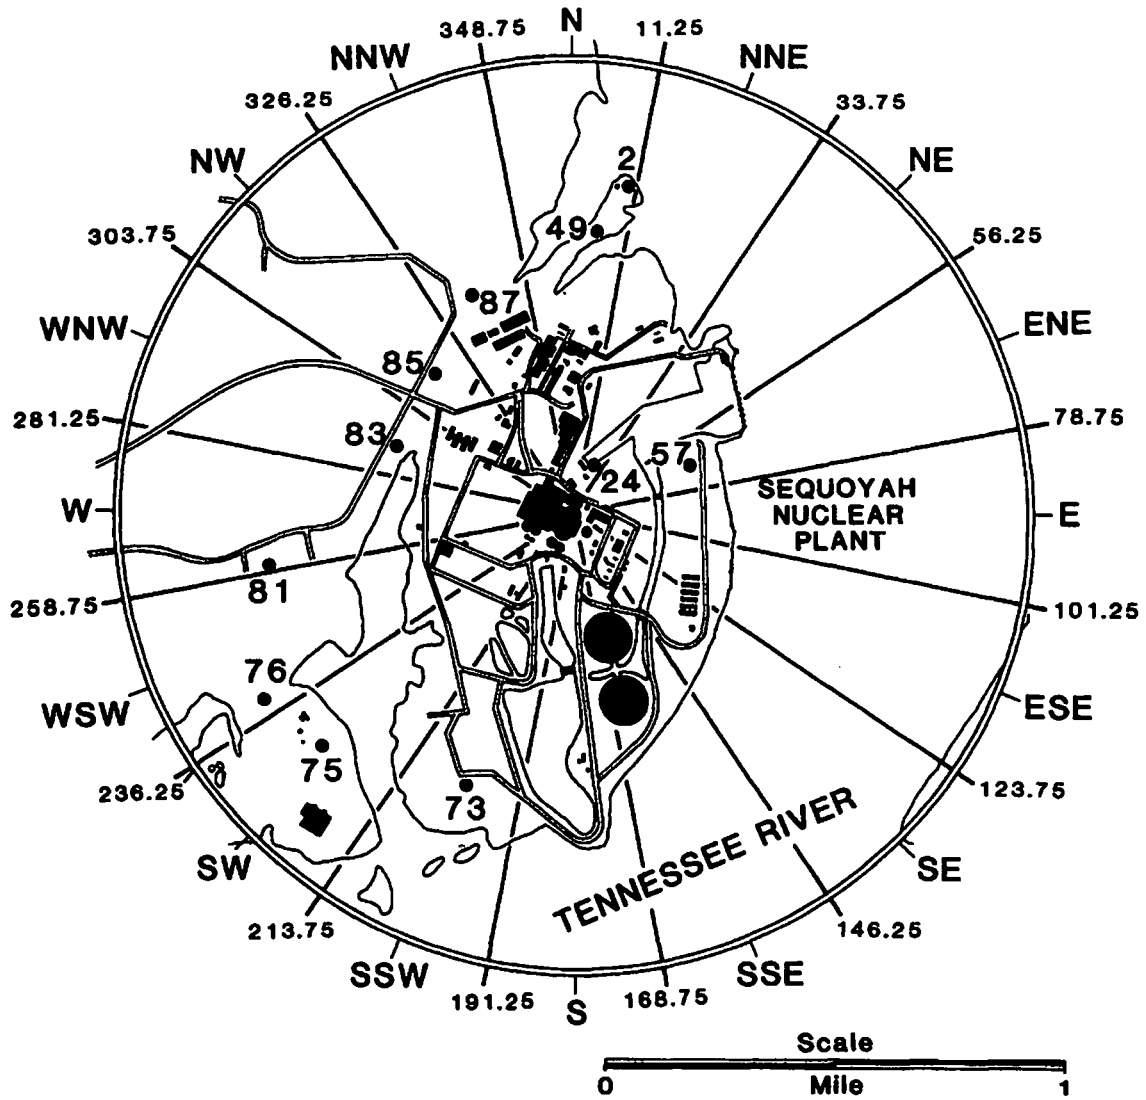 N
348.75
11.25
NNW
NNE
326.25
33.75
NW
2
NE
49
303.75
56.25
87
WNW
ENE
85
281.25
83
78.75
57
24
SEQUOYAH
NUCLEAR
PLANT
W
E
81
258.75
101.25
76
WSW
ESE
75
236.25
73
123.75
TENNESSEE RIVER
SW
SE
213.75
146.25
SSW
SSE
191.25
168.75
S
Scale
0
Mile
1